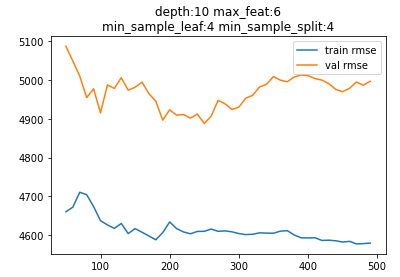 depth:10 max_feat:6
min_sample_leaf:4 min_sample_split:4
train rmse
val rmse
5100
5000
4900
4800
4700
4600
100
200
300
400
500